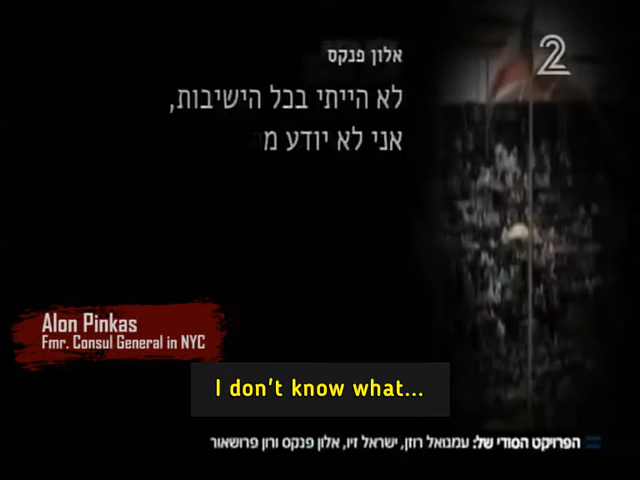 2
אלון פנקס
לא הייתי בכל הישיבות,
אני לא יודע מ
Alon Pinkas
Fmr. Consul General in NYC
I don't know what...
הפרויקט הסודי של: עמנואל רוזן, ישראל זיו, אלון פנקס ורון פרושאור